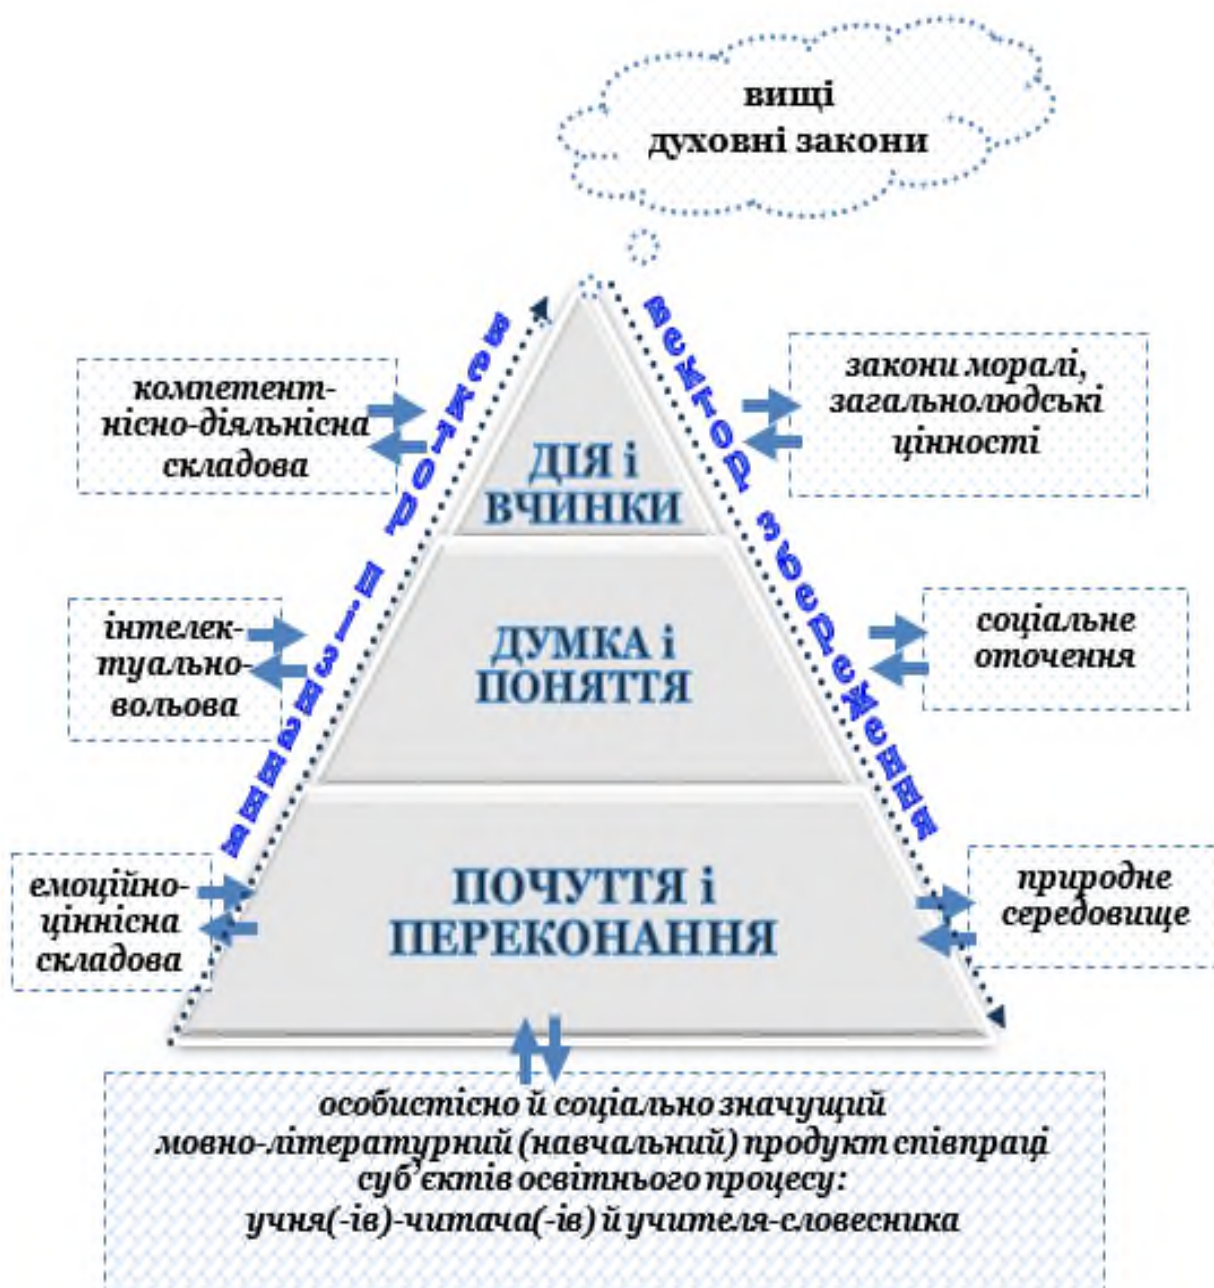 вищі
духовні закони
вектор пізнання
вектор звредження
компетент-
нісно-діяльнісна
складова
закони моралі,
загальнолюдські
цінності
ДІЯ і
ВЧИНКИ
інтелек-
туально-
вольова
ДУМКА і
ПОНЯТТЯ
соціальне
оточення
емоційно-
ціннісна
складова
ПОЧУТТЯ і
ПЕРЕКОНАННЯ
природне
середовище
особистісно й соціально значущий
мовно-літературний (навчальний) продукт співпраці
суб’єктів освітнього процесу:
учня(-ів)-читача(-ів) й учителя-словесника